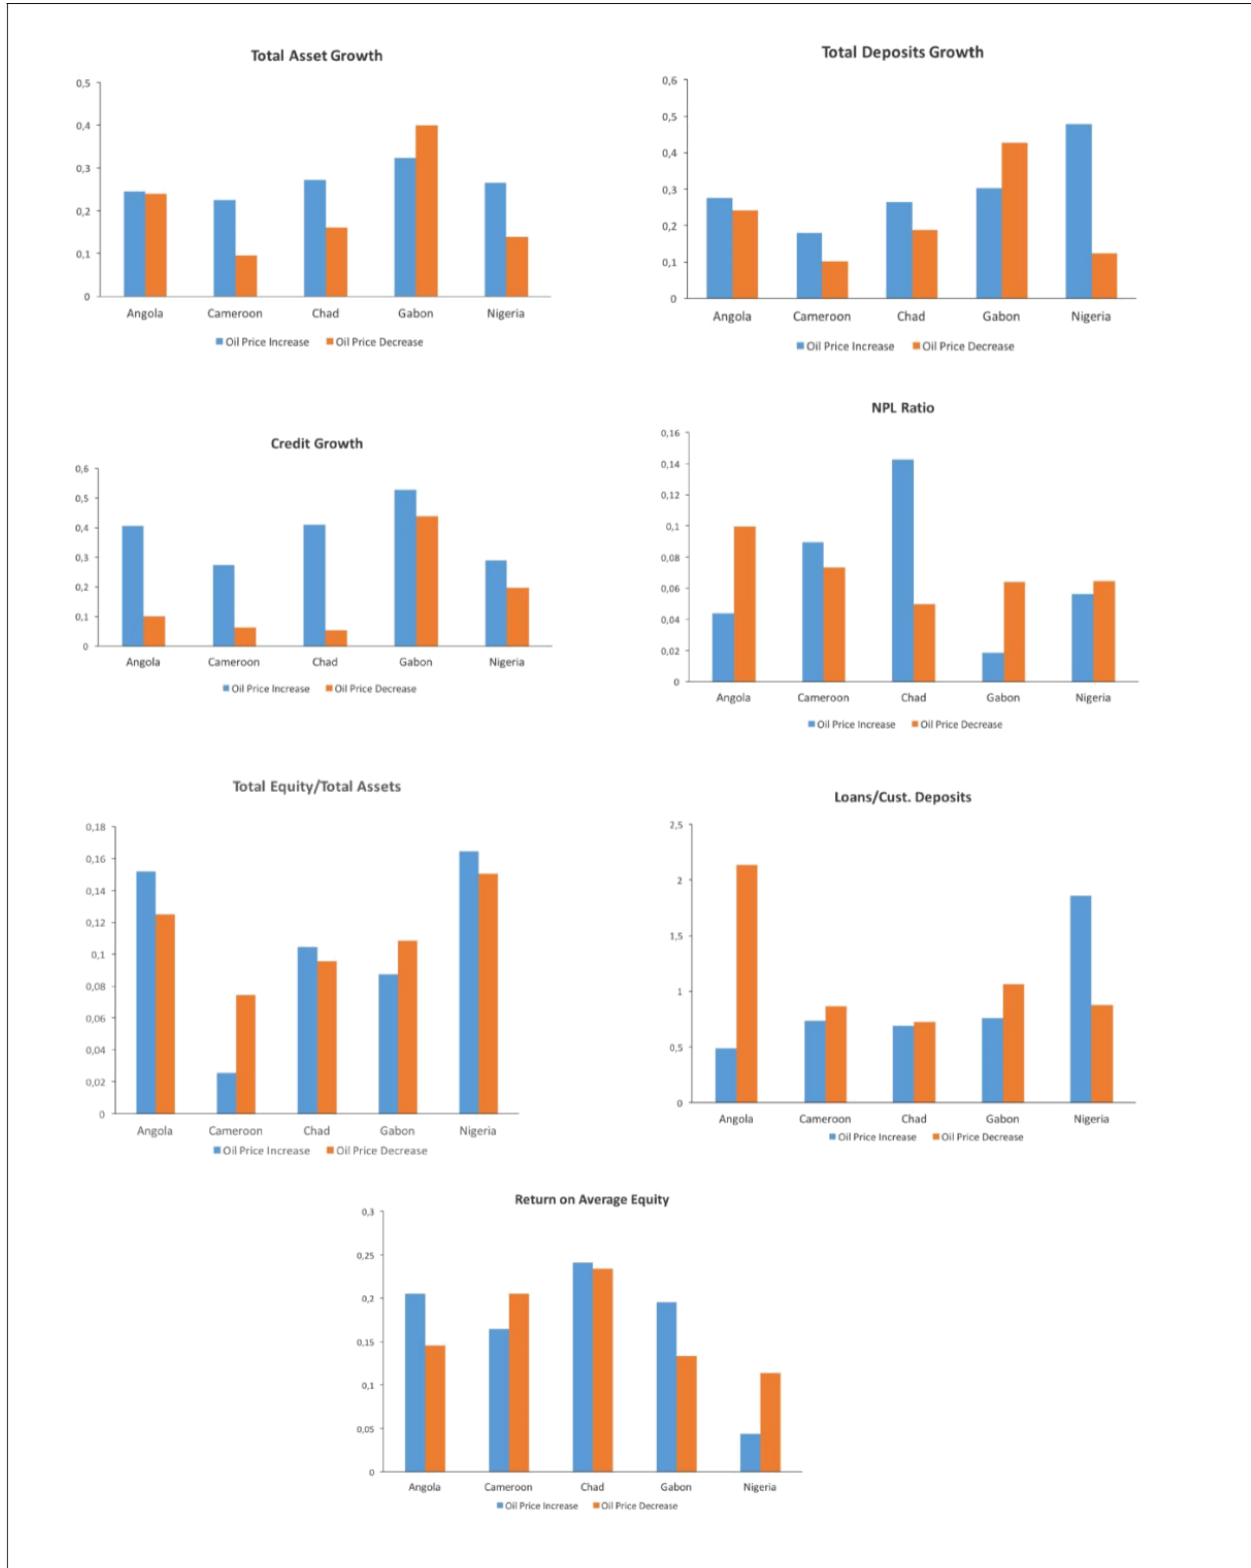 Total Asset Growth
0,5
0,4
0,3
0,2
0,1
0
Angola Cameroon Chad Gabon Nigeria
Oil Price Increase Oil Price Decrease
Total Deposits Growth
0,6
0,5
0,4
0,3
0,2
0,1
0
Angola Cameroon Chad Gabon Nigeria
Oil Price Increase Oil Price Decrease
Credit Growth
0,6
0,5
0,4
0,3
0,2
0,1
0
Angola Cameroon Chad Gabon Nigeria
Oil Price Increase Oil Price Decrease
NPL Ratio
0,16
0,14
0,12
0,1
0,08
0,06
0,04
0,02
0
Angola Cameroon Chad Gabon Nigeria
Oil Price Increase Oil Price Decrease
Total Equity/Total Assets
0,18
0,16
0,14
0,12
0,1
0,08
0,06
0,04
0,02
0
Angola Cameroon Chad Gabon Nigeria
Oil Price Increase Oil Price Decrease
Loans/Cust. Deposits
2,5
2
1,5
1
0,5
0
Angola Cameroon Chad Gabon Nigeria
Oil Price Increase Oil Price Decrease
Return on Average Equity
0,3
0,25
0,2
0,15
0,1
0,05
0
Angola Cameroon Chad Gabon Nigeria
Oil Price Increase Oil Price Decrease